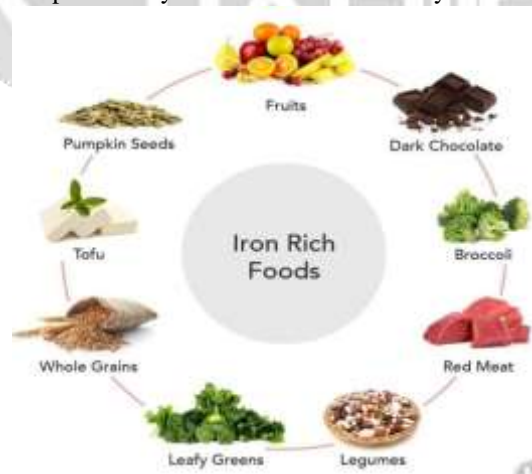 Fruits
Pumpkin Seeds
Dark Chocolate
Tofu
Iron Rich
Foods
Broccoli
Whole Grains
Red Meat
Leafy Greens
Legumes